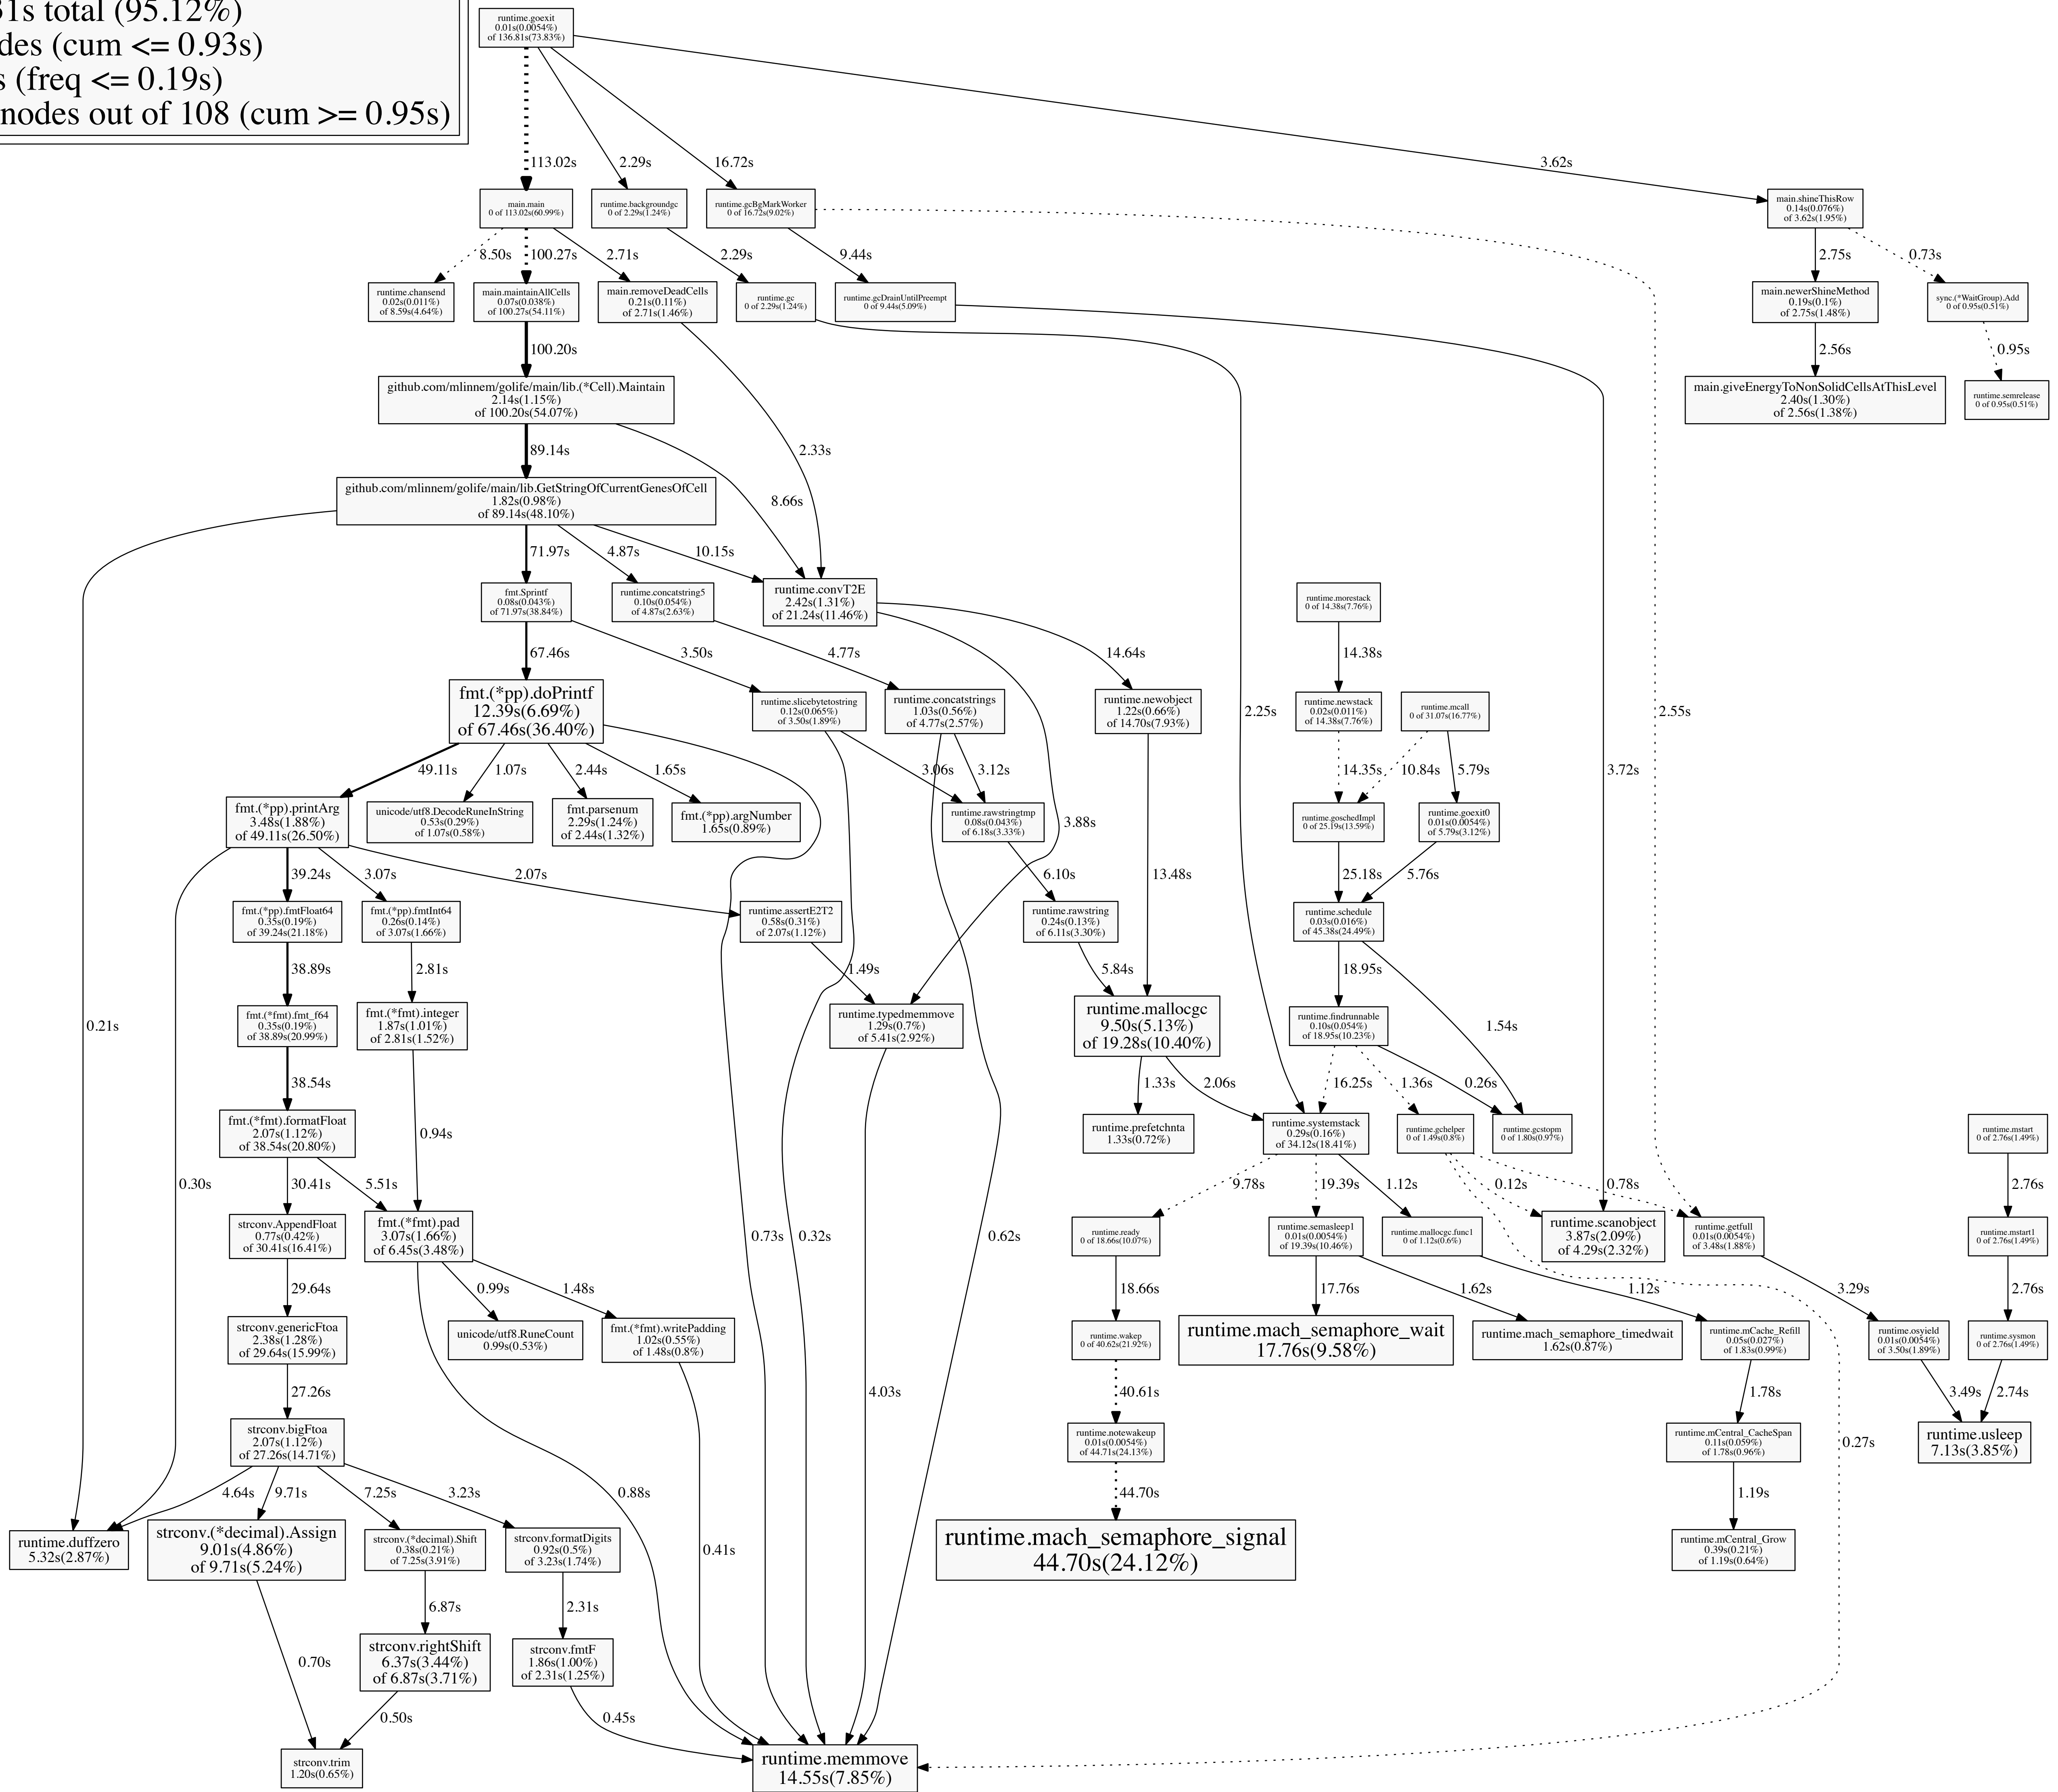 31s total (95.12%)
des (cum <= 0.93s)
s (freq <= 0.19s)
nodes out of 108 (cum >= 0.95s)
runtime.goexit
0.01s(0.0054%)
of 136.81s(73.83%)
113.02s
2.29s
16.72s
3.62s
main.main
0 of 113.02s(60.99%)
runtime.backgroundgc
0 of 2.29s(1.24%)
runtime.gcBgMarkWorker
0 of 16.72s(9.02%)
main.shineThisRow
0.14s(0.076%)
of 3.62s(1.95%)
8.50s
100.27s
2.71s
2.29s
9.44s
2.75s
0.73s
runtime.chansend
0.02s(0.011%)
of 8.59s(4.64%)
main.maintainAllCells
0.07s(0.038%)
of 100.27s(54.11%)
main.removeDeadCells
0.21s(0.11%)
of 2.71s(1.46%)
runtime.gc
0 of 2.29s(1.24%)
runtime.gcDrainUntilPreempt
0 of 9.44s(5.09%)
main.newerShineMethod
0.19s(0.1%)
of 2.75s(1.48%)
sync.(*WaitGroup).Add
0 of 0.95s(0.51%)
100.20s
2.56s
0.95s
github.com/mlinnem/golife/main/lib.(*Cell).Maintain
2.14s(1.15%)
of 100.20s(54.07%)
main.giveEnergyToNonSolidCellsAtThisLevel
2.40s(1.30%)
of 2.56s(1.38%)
runtime.semrelease
0 of 0.95s(0.51%)
89.14s
2.33s
8.66s
github.com/mlinnem/golife/main/lib.GetStringOfCurrentGenesOfCell
1.82s(0.98%)
of 89.14s(48.10%)
71.97s
4.87s
10.15s
fmt.Sprintf
0.08s(0.043%)
of 71.97s(38.84%)
runtime.concatstring5
0.10s(0.054%)
of 4.87s(2.63%)
runtime.convT2E
2.42s(1.31%)
of 21.24s(11.46%)
runtime.morestack
0 of 14.38s(7.76%)
67.46s
3.50s
4.77s
14.64s
14.38s
fmt.(*pp).doPrintf
12.39s(6.69%)
of 67.46s(36.40%)
runtime.slicebytetostring
0.12s(0.065%)
of 3.50s(1.89%)
runtime.concatstrings
1.03s(0.56%)
of 4.77s(2.57%)
runtime.newobject
1.22s(0.66%)
of 14.70s(7.93%)
2.25s
runtime.newstack
0.02s(0.011%)
of 14.38s(7.76%)
runtime.mcall
0 of 31.07s(16.77%)
2.55s
49.11s
1.07s
2.44s
1.65s
3.06s
3.12s
14.35s
10.84s
5.79s
3.72s
fmt.(*pp).printArg
3.48s(1.88%)
of 49.11s(26.50%)
unicode/utf8.DecodeRuneInString
0.53s(0.29%)
of 1.07s(0.58%)
fmt.parsenum
2.29s(1.24%)
of 2.44s(1.32%)
fmt.(*pp).argNumber
1.65s(0.89%)
runtime.rawstringtmp
0.08s(0.043%)
of 6.18s(3.33%)
3.88s
runtime.goschedImpl
0 of 25.19s(13.59%)
runtime.goexit0
0.01s(0.0054%)
of 5.79s(3.12%)
39.24s
3.07s
2.07s
6.10s
13.48s
25.18s
5.76s
fmt.(*pp).fmtFloat64
0.35s(0.19%)
of 39.24s(21.18%)
fmt.(*pp).fmtInt64
0.26s(0.14%)
of 3.07s(1.66%)
runtime.assertE2T2
0.58s(0.31%)
of 2.07s(1.12%)
runtime.rawstring
0.24s(0.13%)
of 6.11s(3.30%)
runtime.schedule
0.03s(0.016%)
of 45.38s(24.49%)
38.89s
2.81s
1.49s
5.84s
18.95s
fmt.(*fmt).fmt_f64
0.35s(0.19%)
of 38.89s(20.99%)
fmt.(*fmt).integer
1.87s(1.01%)
of 2.81s(1.52%)
runtime.typedmemmove
1.29s(0.7%)
of 5.41s(2.92%)
runtime.mallocgc
9.50s(5.13%)
of 19.28s(10.40%)
runtime.findrunnable
0.10s(0.054%)
of 18.95s(10.23%)
1.54s
0.21s
38.54s
1.33s
2.06s
16.25s
1.36s
0.26s
fmt.(*fmt).formatFloat
2.07s(1.12%)
of 38.54s(20.80%)
0.94s
runtime.prefetchnta
1.33s(0.72%)
runtime.systemstack
0.29s(0.16%)
of 34.12s(18.41%)
runtime.gchelper
0 of 1.49s(0.8%)
runtime.gcstopm
0 of 1.80s(0.97%)
runtime.mstart
0 of 2.76s(1.49%)
0.30s
30.41s
5.51s
9.78s
19.39s
1.12s
0.12s
0.78s
2.76s
strconv.AppendFloat
0.77s(0.42%)
of 30.41s(16.41%)
fmt.(*fmt).pad
3.07s(1.66%)
of 6.45s(3.48%)
0.73s
0.32s
0.62s
runtime.ready
0 of 18.66s(10.07%)
runtime.semasleep1
0.01s(0.0054%)
of 19.39s(10.46%)
runtime.mallocgc.func1
0 of 1.12s(0.6%)
runtime.scanobject
3.87s(2.09%)
of 4.29s(2.32%)
runtime.getfull
0.01s(0.0054%)
of 3.48s(1.88%)
runtime.mstart1
0 of 2.76s(1.49%)
29.64s
0.99s
1.48s
18.66s
17.76s
1.62s
1.12s
3.29s
2.76s
strconv.genericFtoa
2.38s(1.28%)
of 29.64s(15.99%)
unicode/utf8.RuneCount
0.99s(0.53%)
fmt.(*fmt).writePadding
1.02s(0.55%)
of 1.48s(0.8%)
runtime.wakep
0 of 40.62s(21.92%)
runtime.mach_semaphore_wait
17.76s(9.58%)
runtime.mach_semaphore_timedwait
1.62s(0.87%)
runtime.mCache_Refill
0.05s(0.027%)
of 1.83s(0.99%)
runtime.osyield
0.01s(0.0054%)
of 3.50s(1.89%)
runtime.sysmon
0 of 2.76s(1.49%)
27.26s
4.03s
40.61s
1.78s
3.49s
2.74s
strconv.bigFtoa
2.07s(1.12%)
of 27.26s(14.71%)
runtime.notewakeup
0.01s(0.0054%)
of 44.71s(24.13%)
runtime.mCentral_CacheSpan
0.11s(0.059%)
of 1.78s(0.96%)
0.27s
runtime.usleep
7.13s(3.85%)
4.64s
9.71s
7.25s
3.23s
0.88s
44.70s
1.19s
runtime.duffzero
5.32s(2.87%)
strconv.(*decimal).Assign
9.01s(4.86%)
of 9.71s(5.24%)
strconv.(*decimal).Shift
0.38s(0.21%)
of 7.25s(3.91%)
strconv.formatDigits
0.92s(0.5%)
of 3.23s(1.74%)
0.41s
runtime.mach_semaphore_signal
44.70s(24.12%)
runtime.mCentral_Grow
0.39s(0.21%)
of 1.19s(0.64%)
6.87s
2.31s
0.70s
strconv.rightShift
6.37s(3.44%)
of 6.87s(3.71%)
strconv.fmtF
1.86s(1.00%)
of 2.31s(1.25%)
0.50s
0.45s
strconv.trim
1.20s(0.65%)
runtime.memmove
14.55s(7.85%)